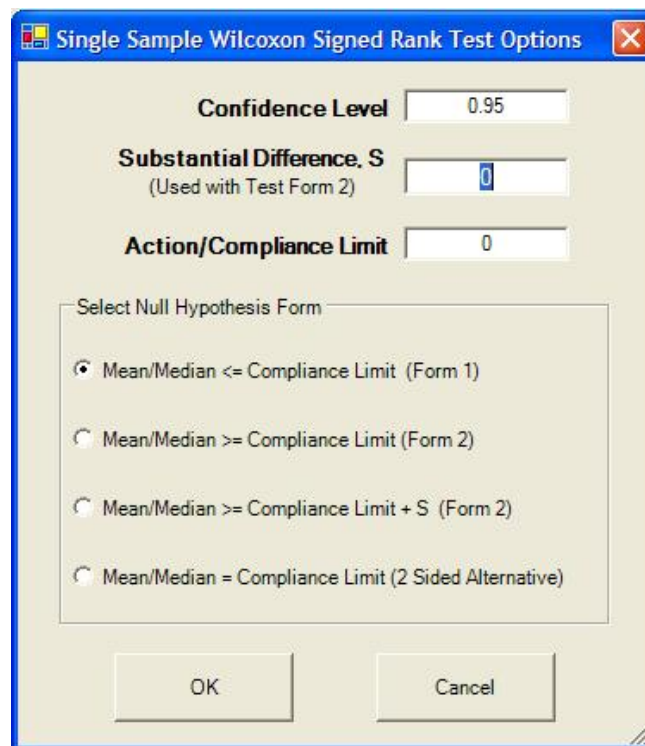 Single Sample Wilcoxon Signed Rank Test Options
Confidence Level 0.95
Substantial Difference, S
(Used with Test Form 2) 0
Action/Compliance Limit 0
Select Null Hypothesis Form
Mean/Median <= Compliance Limit (Form 1)
Mean/Median >= Compliance Limit (Form 2)
Mean/Median >= Compliance Limit + S (Form 2)
Mean/Median = Compliance Limit (2 Sided Alternative)
OK Cancel